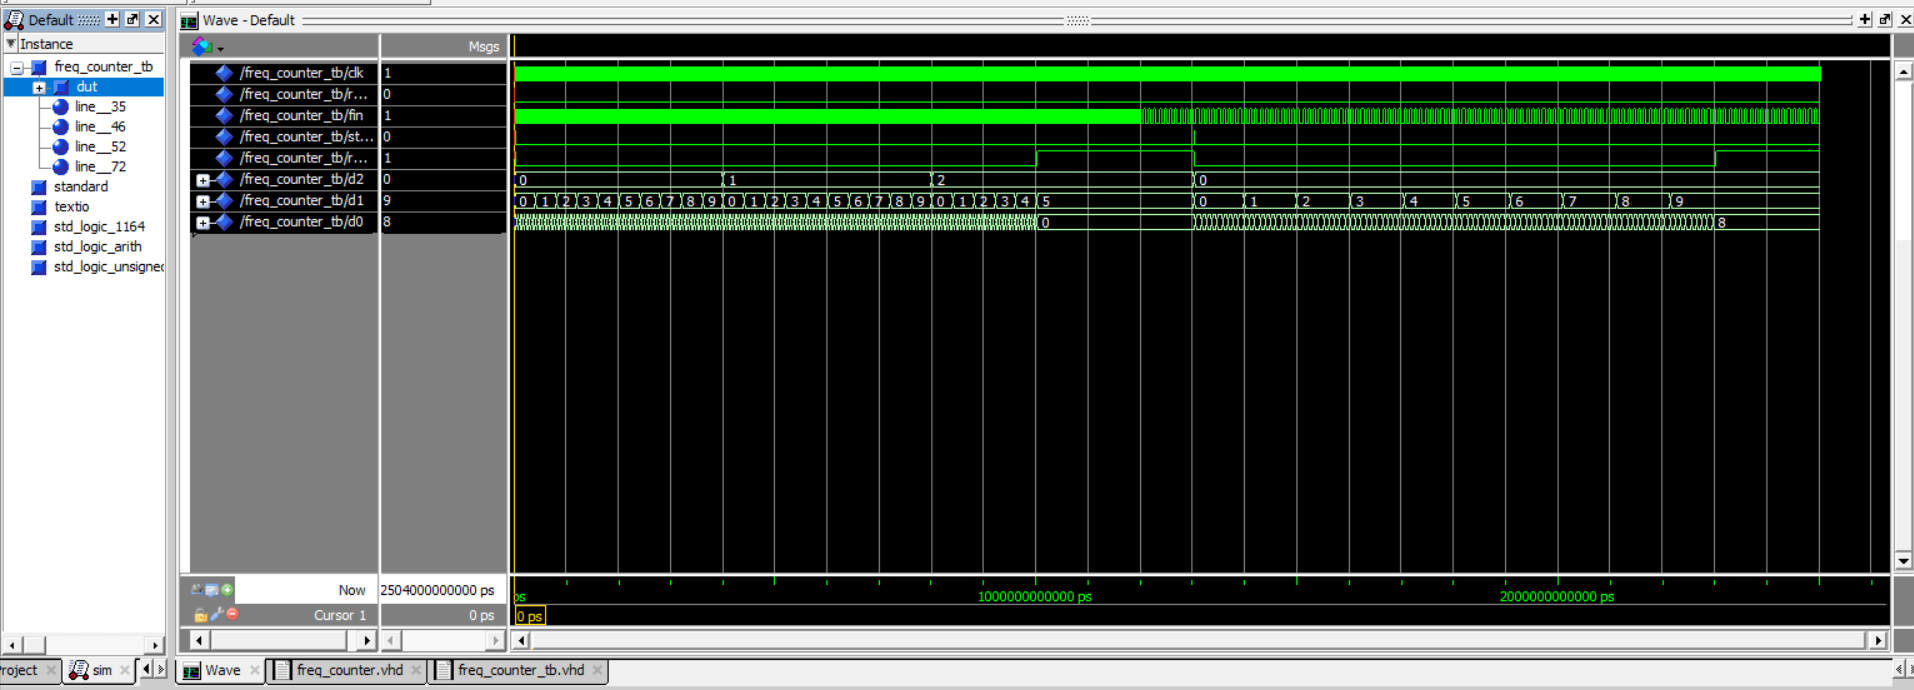 Default
Instance
freq_counter_tb
dut
line__35
line__46
line__52
line__72
standard
textio
std_logic_1164
std_logic_arith
std_logic_unsigned
sim
Wave - Default
Msgs
/freq_counter_tb/clk 1
/freq_counter_tb/r... 0
/freq_counter_tb/fin 1
/freq_counter_tb/st... 0
/freq_counter_tb/r... 1
/freq_counter_tb/d2 0 0 1 2 0
/freq_counter_tb/d1 9 0 1 2 3 4 5 6 7 8 9 0 1 2 3 4 5 6 7 8 9 0 1 2 3 4 5 0 1 2 3 4 5 6 7 8 9
/freq_counter_tb/d0 8 0 8
Now 2504000000000 ps ps 1000000000000 ps 2000000000000 ps
Cursor 1 0 ps 0 ps
Wave freq_counter.vhd freq_counter_tb.vhd